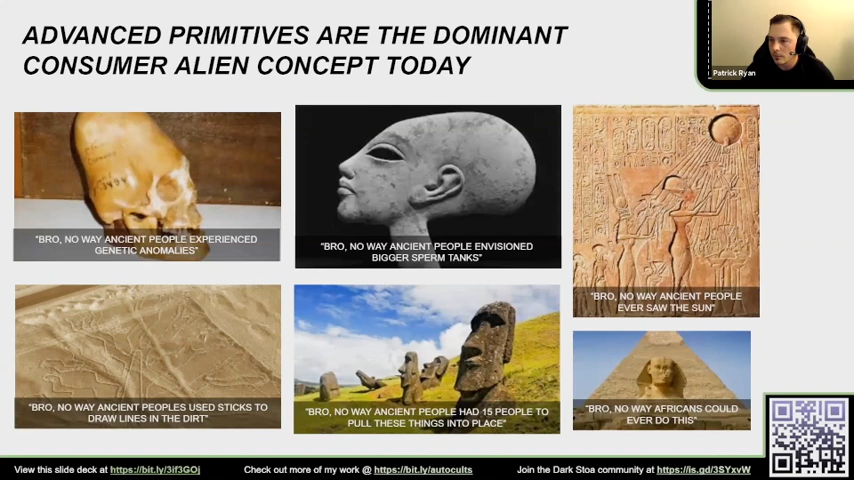 ADVANCED PRIMITIVES ARE THE DOMINANT
CONSUMER ALIEN CONCEPT TODAY
Patrick Ryan
"BRO, NO WAY ANCIENT PEOPLE EXPERIENCED
GENETIC ANOMALIES"
"BRO, NO WAY ANCIENT PEOPLE ENVISIONED
BIGGER SPERM TANKS"
"BRO, NO WAY ANCIENT PEOPLE
EVER SAW THE SUN"
"BRO, NO WAY ANCIENT PEOPLES USED STICKS TO
DRAW LINES IN THE DIRT"
"BRO, NO WAY ANCIENT PEOPLE HAD 15 PEOPLE TO
PULL THESE THINGS INTO PLACE"
"BRO, NO WAY AFRICANS COULD
EVER DO THIS"
View this slide deck at https://bit.ly/3if3GOj
Check out more of my work @ https://bit.ly/autocults
Join the Dark Stoa community at https://is.gd/3SYxvW